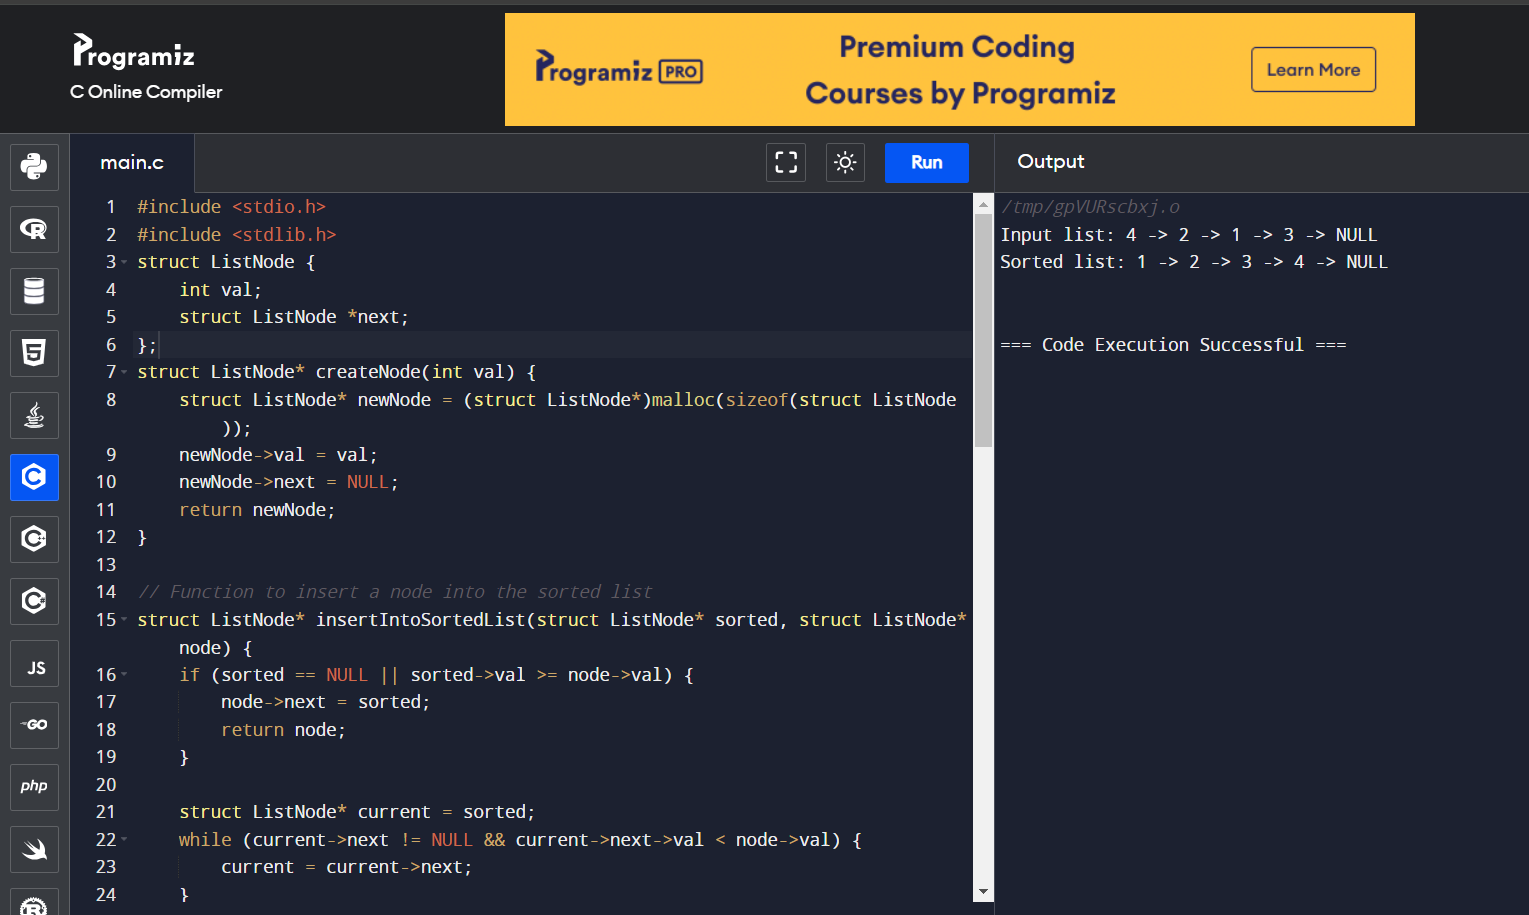 Programiz
C Online Compiler
Programiz PRO
Premium Coding
Courses by Programiz
Learn More
main.c
Run
Output
1 #include <stdio.h>
2 #include <stdlib.h>
3 struct ListNode {
4 int val;
5 struct ListNode *next;
6 };
7 struct ListNode* createNode(int val) {
8 struct ListNode* newNode = (struct ListNode*)malloc(sizeof(struct ListNode
));
9 newNode->val = val;
10 newNode->next = NULL;
11 return newNode;
12 }
13
14 // Function to insert a node into the sorted list
15 struct ListNode* insertIntoSortedList(struct ListNode* sorted, struct ListNode*
node) {
16 if (sorted == NULL || sorted->val >= node->val) {
17 node->next = sorted;
18 return node;
19 }
20
21 struct ListNode* current = sorted;
22 while (current->next != NULL && current->next->val < node->val) {
23 current = current->next;
24 }
/tmp/gpVURscbxj.o
Input list: 4 -> 2 -> 1 -> 3 -> NULL
Sorted list: 1 -> 2 -> 3 -> 4 -> NULL
=== Code Execution Successful ===
R
5
C
C++
C#
JS
GO
php
R